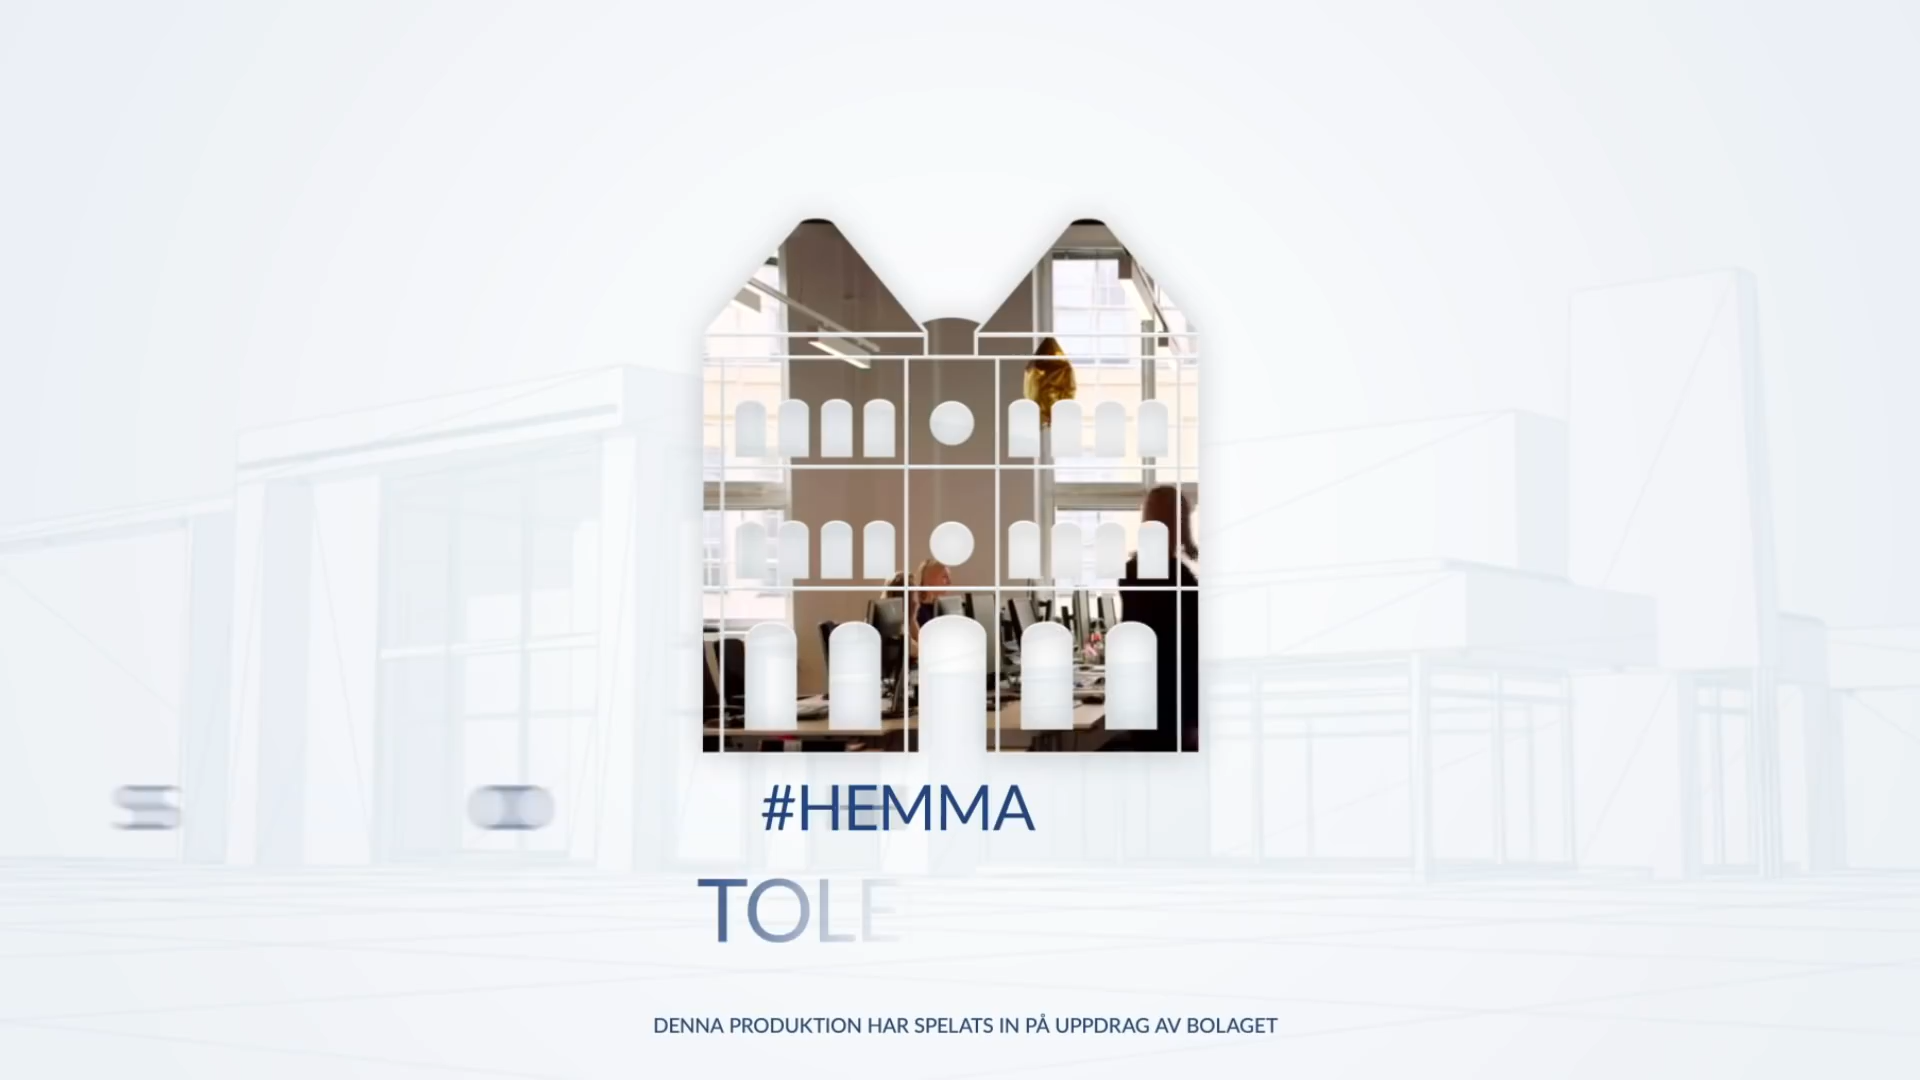 #HEMMA
TOLE
DENNA PRODUKTION HAR SPELATS IN PÅ UPPDRAG AV BOLAGET